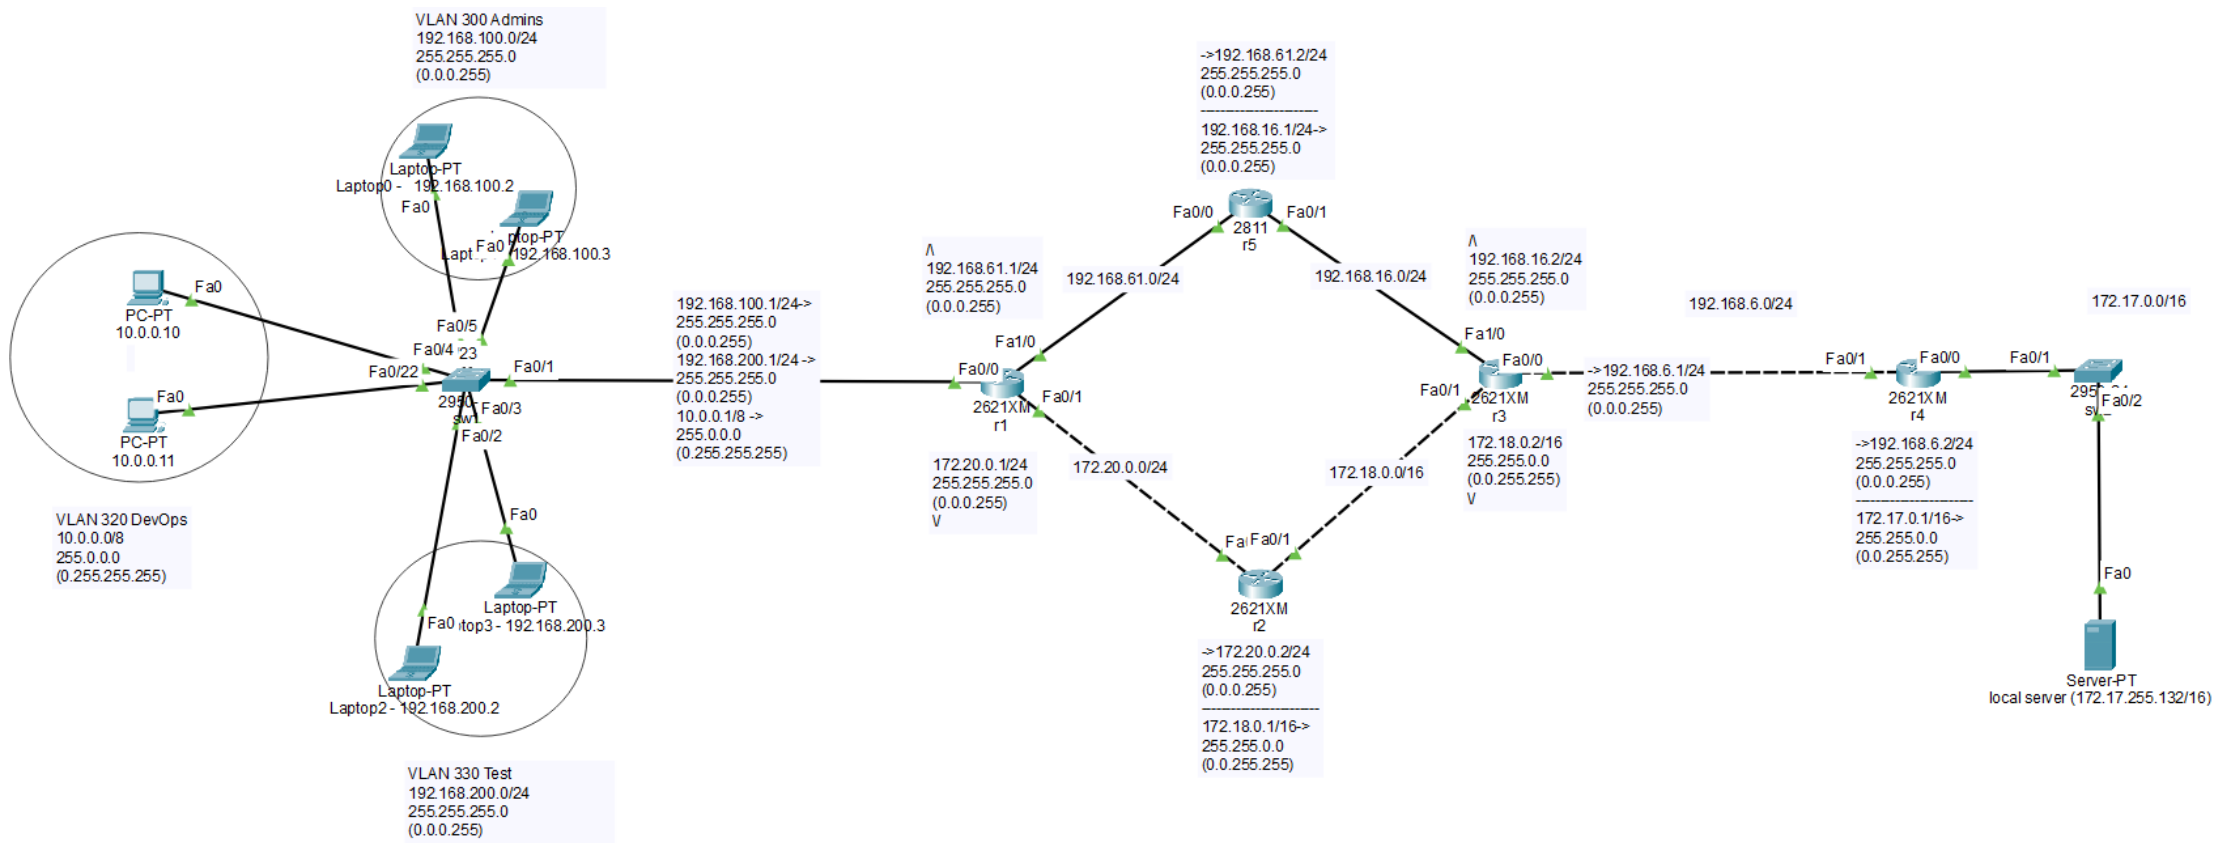 VLAN 300 Admins
192.168.100.0/24
255.255.255.0
(0.0.0.255)
Laptop-PT
Laptop0 - 192.168.100.2
Fa0
ptop-PT
Fa0
192.168.100.3
Fa0
PC-PT
10.0.0.10
Fa0
PC-PT
10.0.0.11
VLAN 320 DevOps
10.0.0.0/8
255.0.0.0
(0.255.255.255)
Fa0/5
Fa0/4
Fa0/22
Fa0/1
Fa0/3
Fa0/2
Fa0
Laptop-PT
top3 - 192.168.200.3
Fa0
Laptop-PT
Laptop2 - 192.168.200.2
VLAN 330 Test
192.168.200.0/24
255.255.255.0
(0.0.0.255)
192.168.100.1/24->
255.255.255.0
(0.0.0.255)
192.168.200.1/24 ->
255.255.255.0
(0.0.0.255)
10.0.0.1/8 ->
255.0.0.0
(0.255.255.255)
/\
192.168.61.1/24
255.255.255.0
(0.0.0.255)
Fa1/0
Fa0/0
Fa0/1
2621XM
r1
172.20.0.1/24
255.255.255.0
(0.0.0.255)
\/
192.168.61.0/24
172.20.0.0/24
->192.168.61.2/24
255.255.255.0
(0.0.0.255)
-------------------------
192.168.16.1/24->
255.255.255.0
(0.0.0.255)
Fa0/0
Fa0/1
2811
r5
192.168.16.0/24
172.18.0.0/16
Fa0/1
2621XM
r2
->172.20.0.2/24
255.255.255.0
(0.0.0.255)
-------------------------
172.18.0.1/16->
255.255.0.0
(0.0.255.255)
/\
192.168.16.2/24
255.255.255.0
(0.0.0.255)
Fa1/0
Fa0/0
Fa0/1
2621XM
r3
172.18.0.2/16
255.255.0.0
(0.0.255.255)
\/
->192.168.6.1/24
255.255.255.0
(0.0.0.255)
192.168.6.0/24
Fa0/1
Fa0/0
2621XM
r4
->192.168.6.2/24
255.255.255.0
(0.0.0.255)
-------------------------
172.17.0.1/16->
255.255.0.0
(0.0.255.255)
172.17.0.0/16
Fa0/1
Fa0/2
Fa0
Server-PT
local server (172.17.255.132/16)